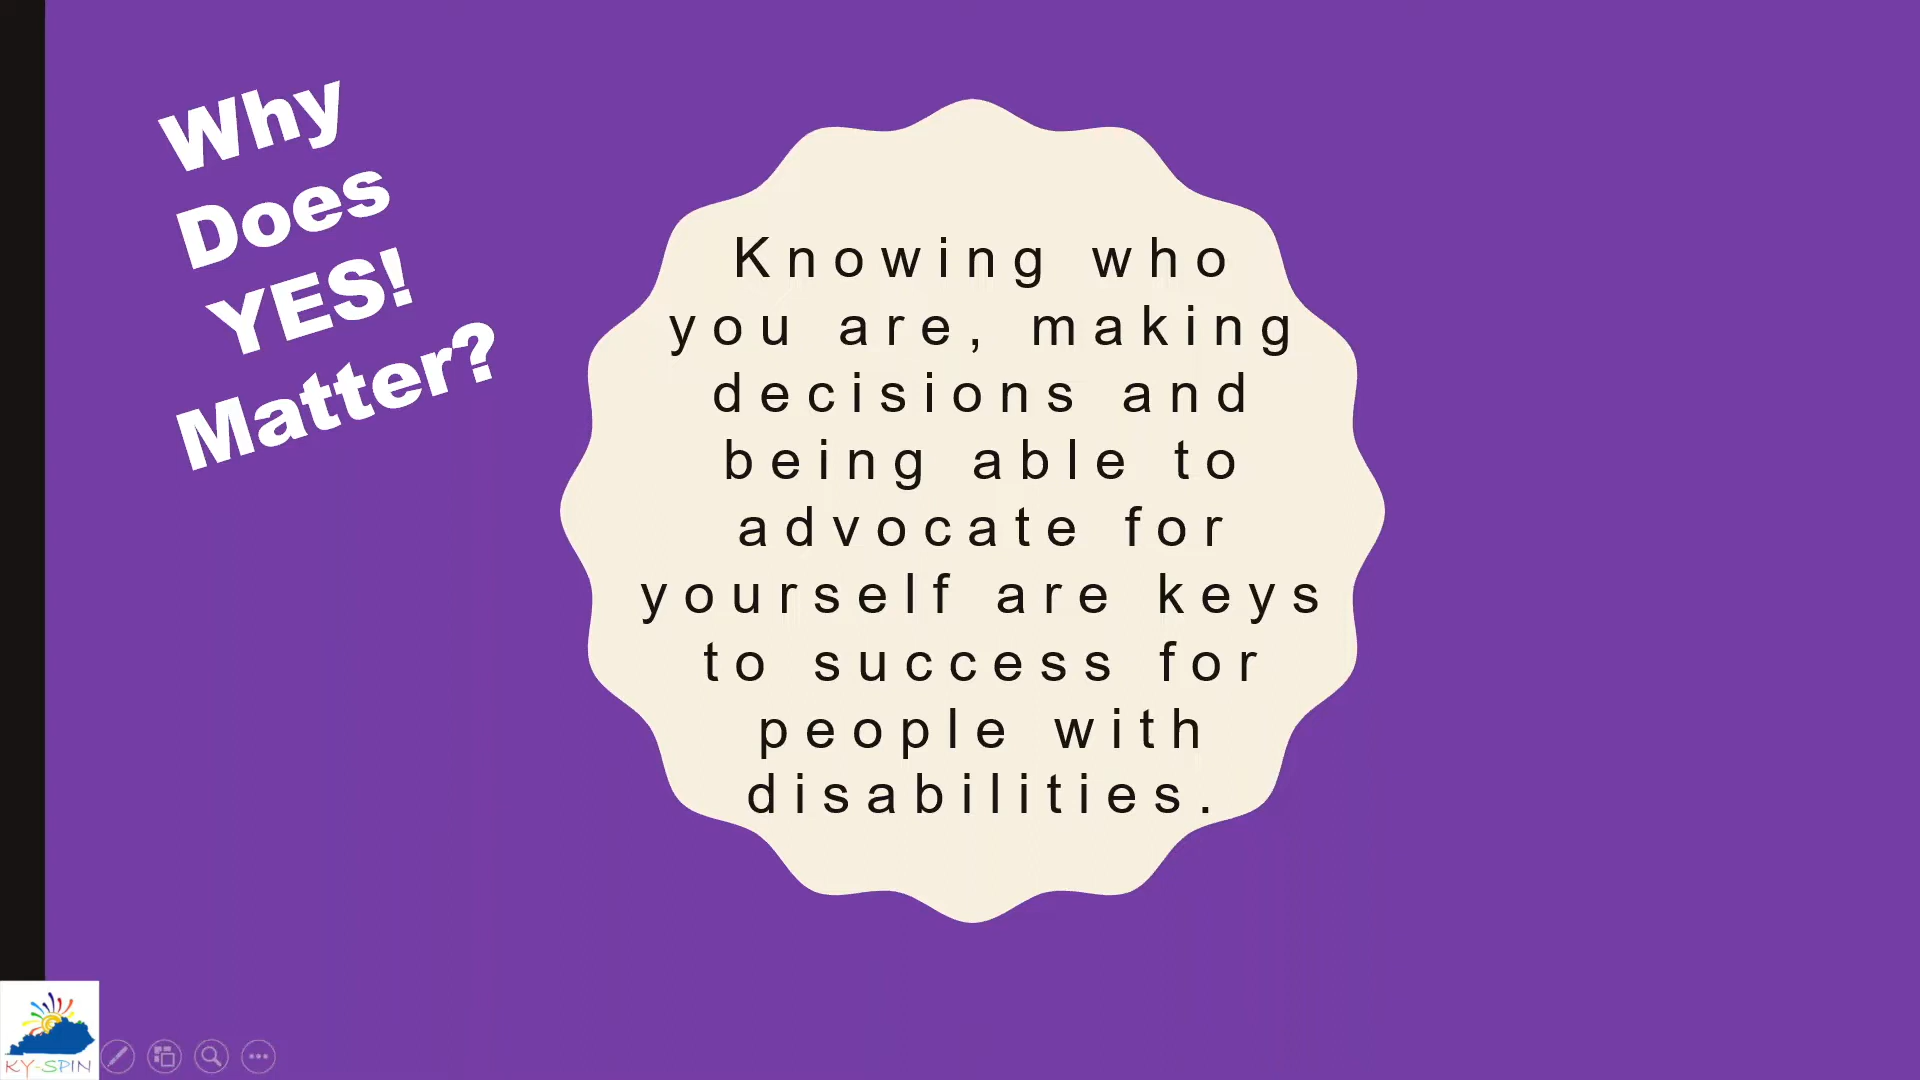 Why
Does
YES!
Matter?
Knowing who
you are, making
decisions and
being able to
advocate for
yourself are keys
to success for
people with
disabilities.
KY-SPIN